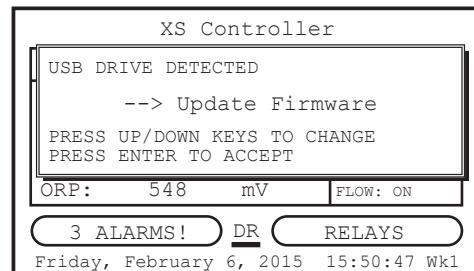 XS Controller
USB DRIVE DETECTED
--> Update Firmware
PRESS UP/DOWN KEYS TO CHANGE
PRESS ENTER TO ACCEPT
ORP: 548 mV FLOW: ON
3 ALARMS! DR RELAYS
Friday, February 6, 2015 15:50:47 Wk1